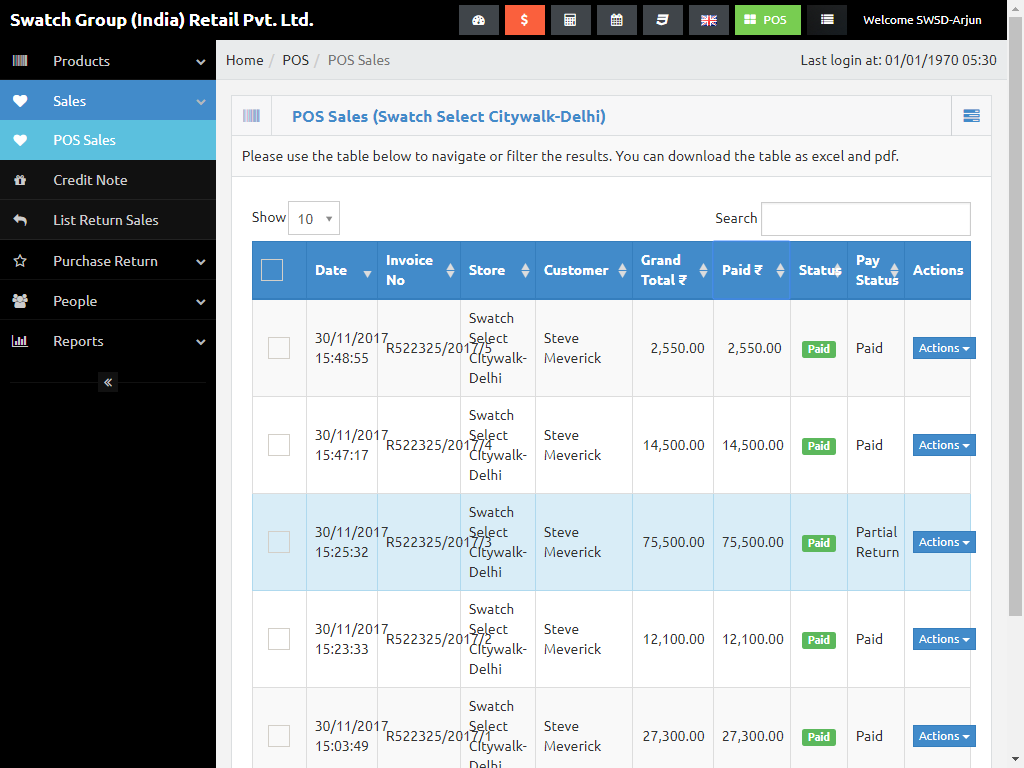 Swatch Group (India) Retail Pvt. Ltd.
$
POS
Welcome SWSD-Arjun
Products
Sales
POS Sales
Credit Note
List Return Sales
Purchase Return
People
Reports
Home / POS / POS Sales
Last login at: 01/01/1970 05:30
POS Sales (Swatch Select Citywalk-Delhi)
Please use the table below to navigate or filter the results. You can download the table as excel and pdf.
Show 10
Search
Date Invoice No Store Customer Grand Total ₹ Paid ₹ Status Pay Status Actions
30/11/2017 15:48:55 R522325/2017/5 Swatch Select Citywalk-Delhi Steve Meverick 2,550.00 2,550.00 Paid Paid Actions
30/11/2017 15:47:17 R522325/2017/4 Swatch Select Citywalk-Delhi Steve Meverick 14,500.00 14,500.00 Paid Paid Actions
30/11/2017 15:25:32 R522325/2017/3 Swatch Select Citywalk-Delhi Steve Meverick 75,500.00 75,500.00 Paid Partial Return Actions
30/11/2017 15:23:33 R522325/2017/2 Swatch Select Citywalk-Delhi Steve Meverick 12,100.00 12,100.00 Paid Paid Actions
30/11/2017 15:03:49 R522325/2017/1 Swatch Select Citywalk-Delhi Steve Meverick 27,300.00 27,300.00 Paid Paid Actions